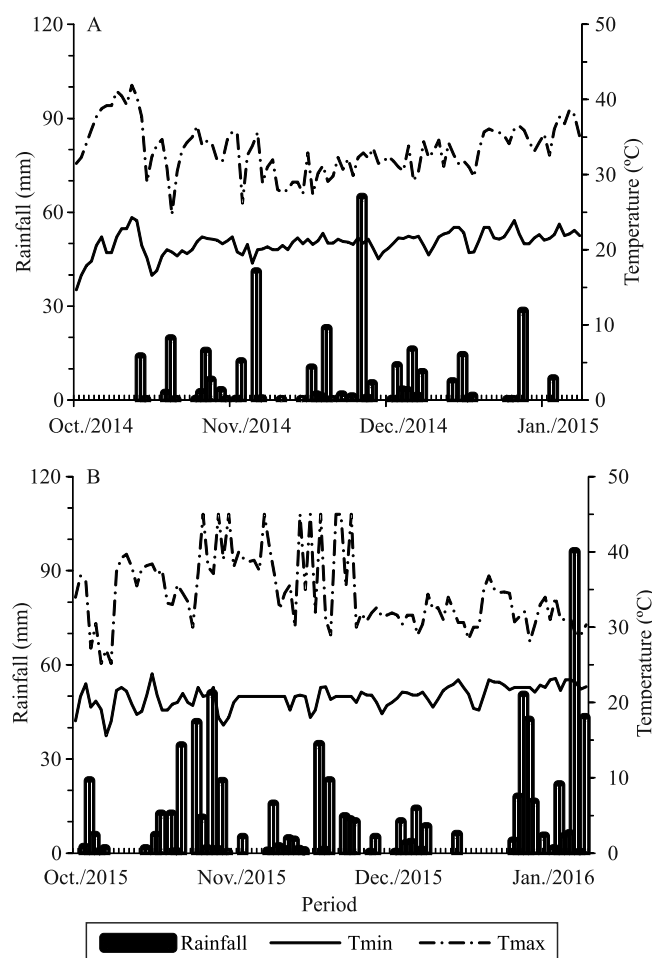 A
120
90
60
30
0
Rainfall (mm)
50
40
30
20
10
0
Temperature (ºC)
Oct./2014 Nov./2014 Dec./2014 Jan./2015
B
120
90
60
30
0
Rainfall (mm)
50
40
30
20
10
0
Temperature (ºC)
Oct./2015 Nov./2015 Dec./2015 Jan./2016
Period
Rainfall Tmin Tmax